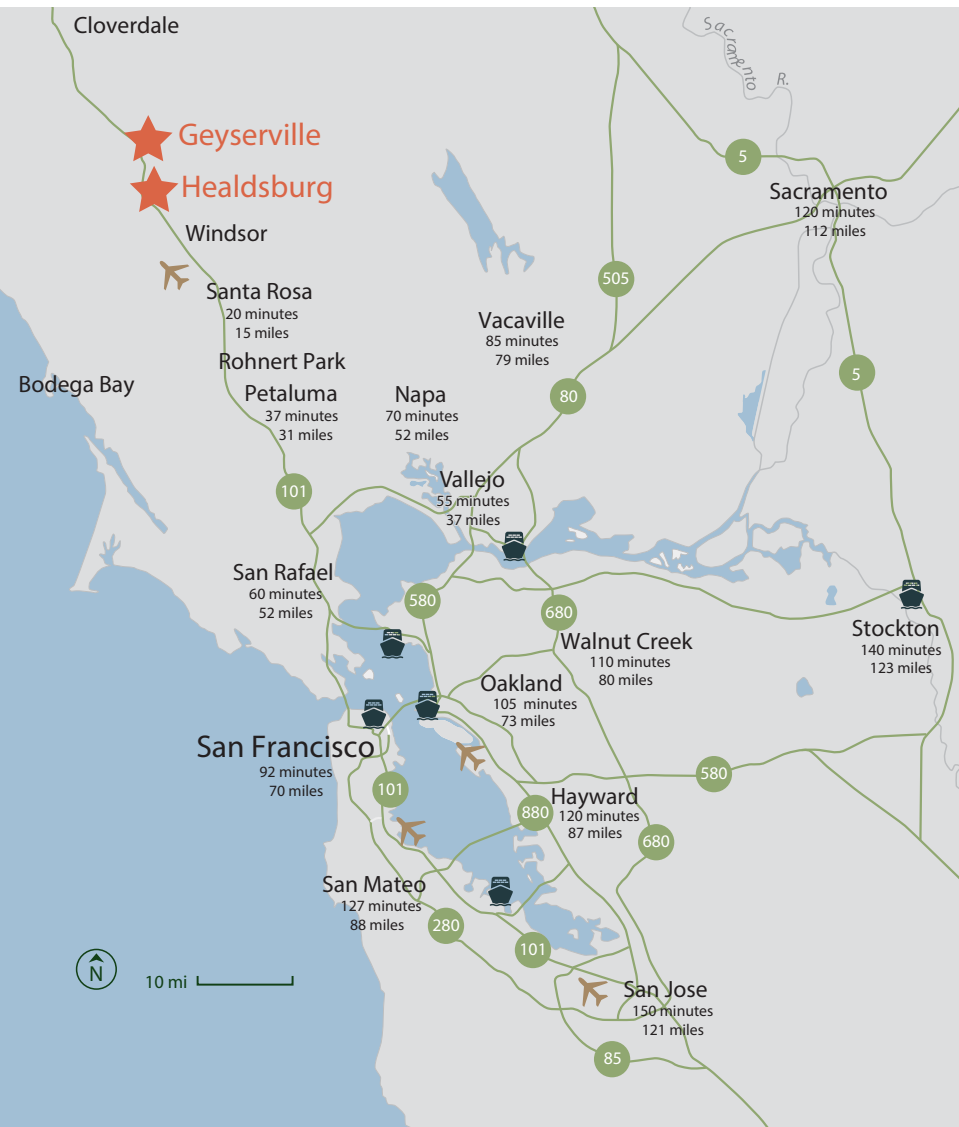 Cloverdale
Sacramento
R.
Geyserville
5
Healdsburg
Sacramento
120 minutes
112 miles
Windsor
505
Santa Rosa
20 minutes
15 miles
Vacaville
85 minutes
79 miles
Rohnert Park
5
Bodega Bay
Petaluma
37 minutes
31 miles
Napa
70 minutes
52 miles
80
Vallejo
55 minutes
37 miles
101
San Rafael
60 minutes
52 miles
580
680
Stockton
140 minutes
123 miles
Walnut Creek
110 minutes
80 miles
Oakland
105 minutes
73 miles
San Francisco
92 minutes
70 miles
580
101
Hayward
120 minutes
87 miles
880
680
San Mateo
127 minutes
88 miles
280
101
N
10 mi
San Jose
150 minutes
121 miles
85